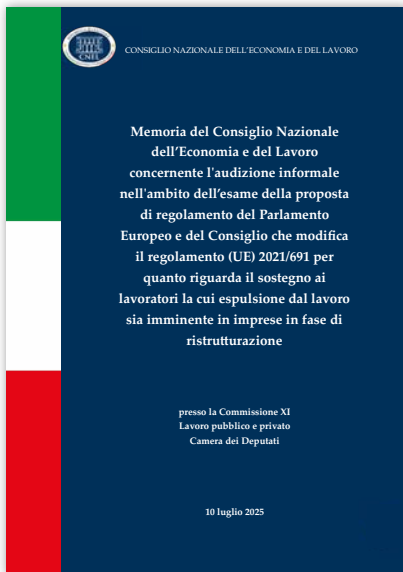 CNEL
CONSIGLIO NAZIONALE DELL'ECONOMIA E DEL LAVORO
Memoria del Consiglio Nazionale
dell'Economia e del Lavoro
concernente l'audizione informale
nell'ambito dell'esame della proposta
di regolamento del Parlamento
Europeo e del Consiglio che modifica
il regolamento (UE) 2021/691 per
quanto riguarda il sostegno ai
lavoratori la cui espulsione dal lavoro
sia imminente in imprese in fase di
ristrutturazione
presso la Commissione XI
Lavoro pubblico e privato
Camera dei Deputati
10 luglio 2025